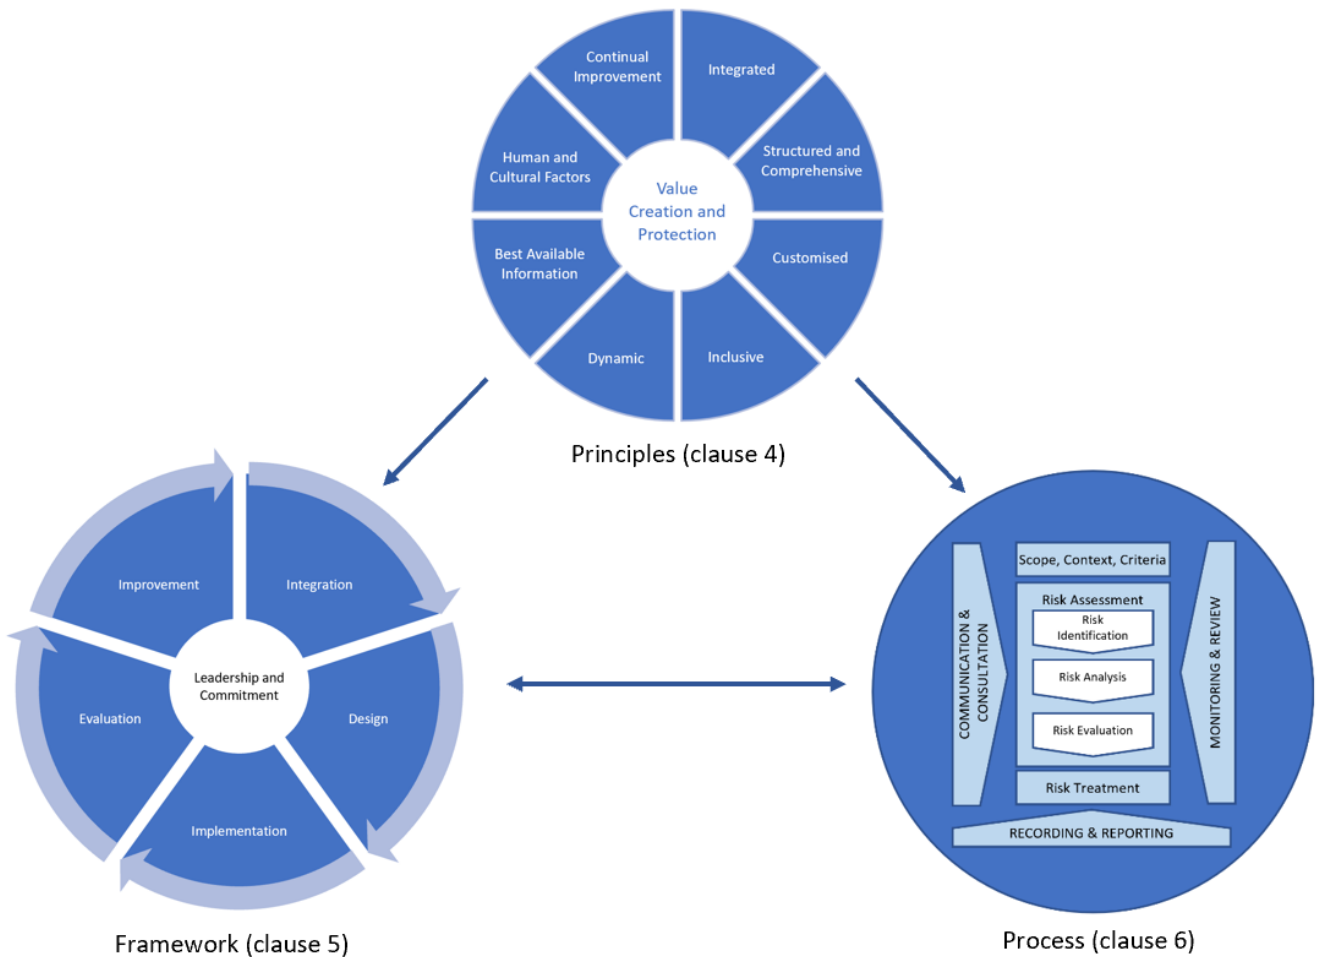 Continual
Improvement
Integrated
Human and
Cultural Factors
Structured and
Comprehensive
Value
Creation and
Protection
Best Available
Information
Customised
Dynamic
Inclusive
Principles (clause 4)
Improvement
Integration
Leadership and
Commitment
Evaluation
Design
Implementation
Framework (clause 5)
Scope, Context, Criteria
Risk Assessment
Risk
Identification
Risk Analysis
Risk Evaluation
Risk Treatment
COMMUNICATION &
CONSULTATION
MONITORING & REVIEW
RECORDING & REPORTING
Process (clause 6)